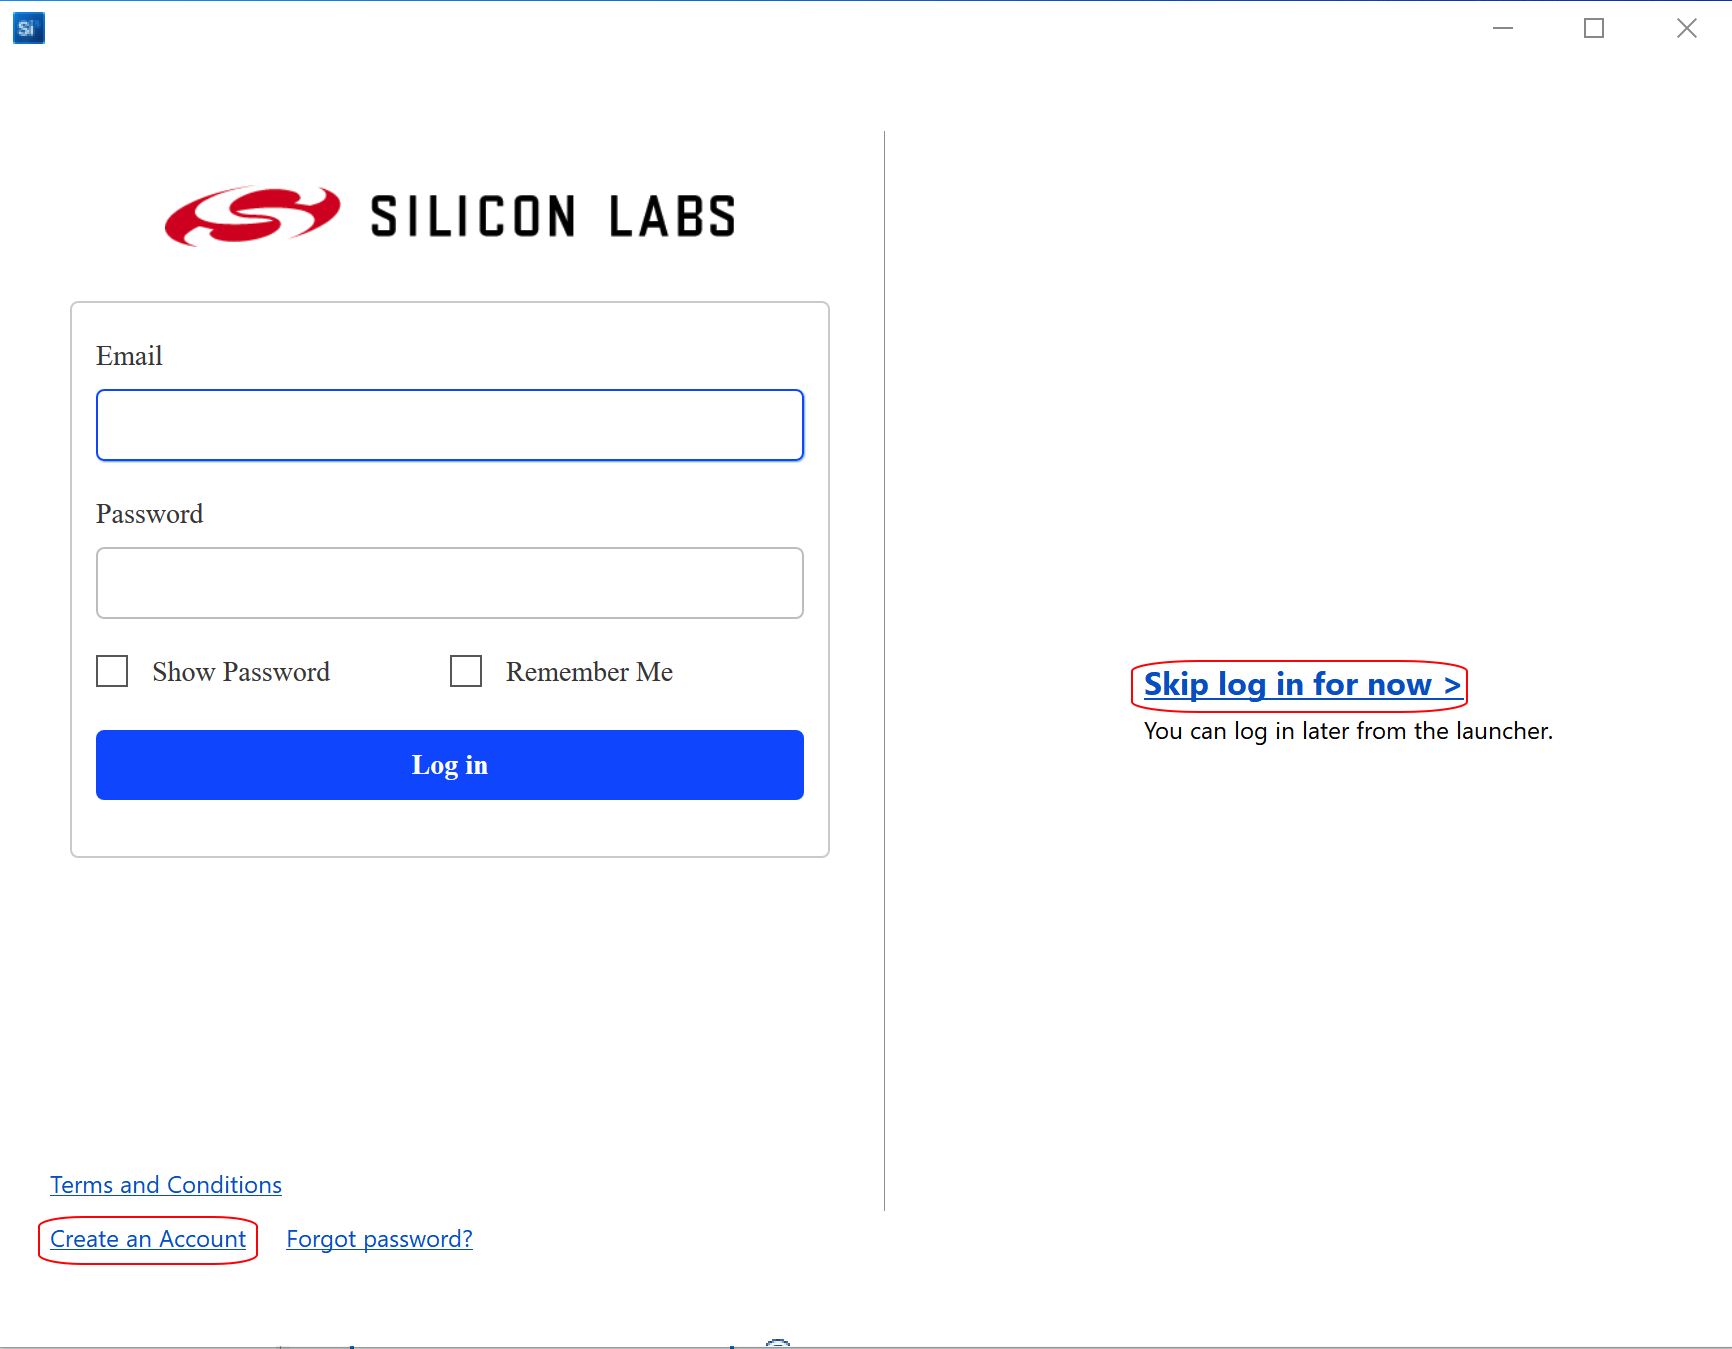 Si
SILICON LABS
Email
Password
Show Password
Remember Me
Log in
Skip log in for now >
You can log in later from the launcher.
Terms and Conditions
Create an Account
Forgot password?